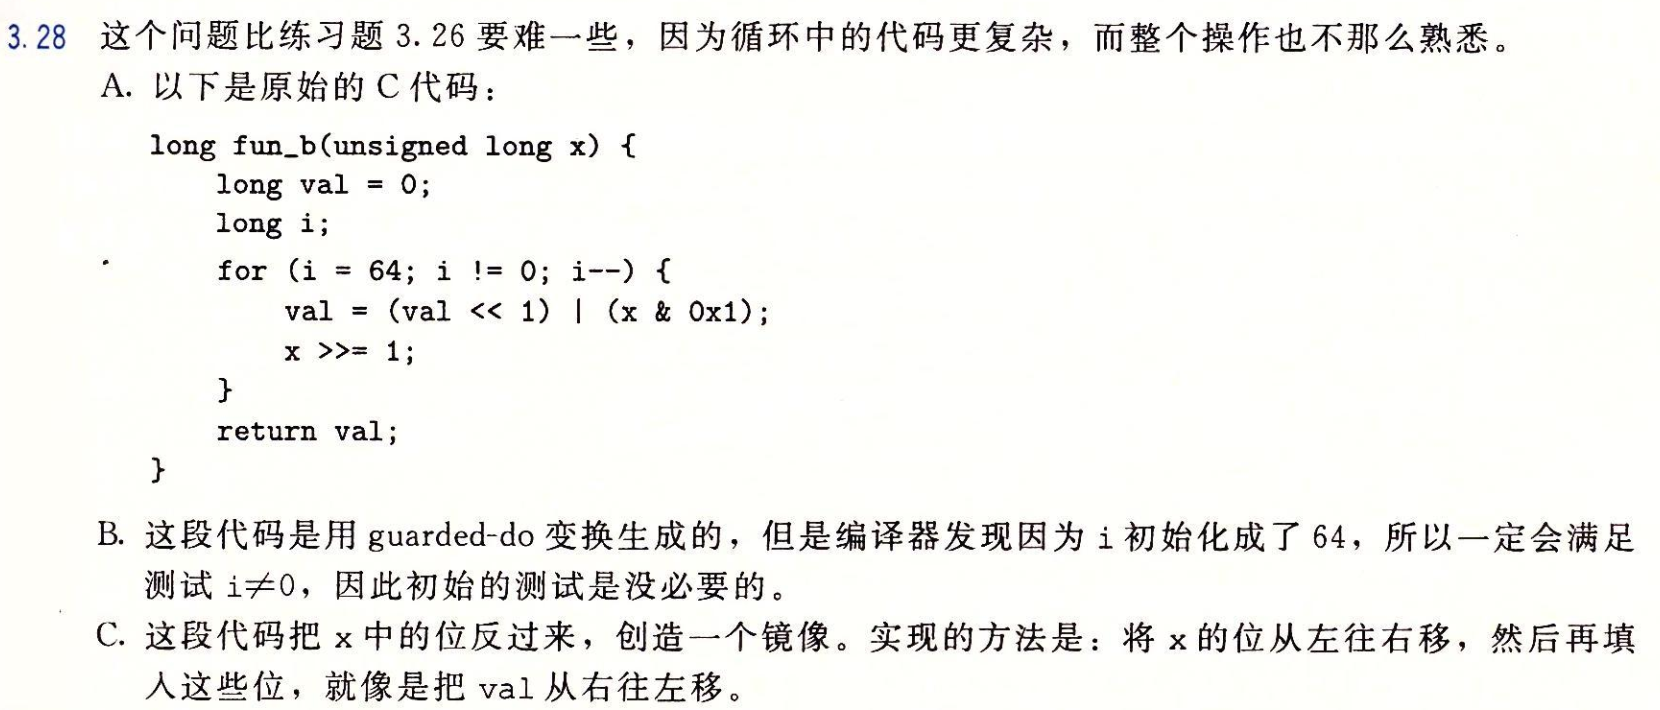 3.28 这个问题比练习题 3.26 要难一些，因为循环中的代码更复杂，而整个操作也不那么熟悉。
A. 以下是原始的 C 代码：
long fun_b(unsigned long x) {
    long val = 0;
    long i;
    for (i = 64; i != 0; i--) {
        val = (val << 1) | (x & 0x1);
        x >>= 1;
    }
    return val;
}
B. 这段代码是用 guarded-do 变换生成的，但是编译器发现因为 i 初始化成了 64，所以一定会满足
测试 i≠0，因此初始的测试是没必要的。
C. 这段代码把 x 中的位反过来，创造一个镜像。实现的方法是：将 x 的位从左往右移，然后再填
入这些位，就像是把 val 从右往左移。